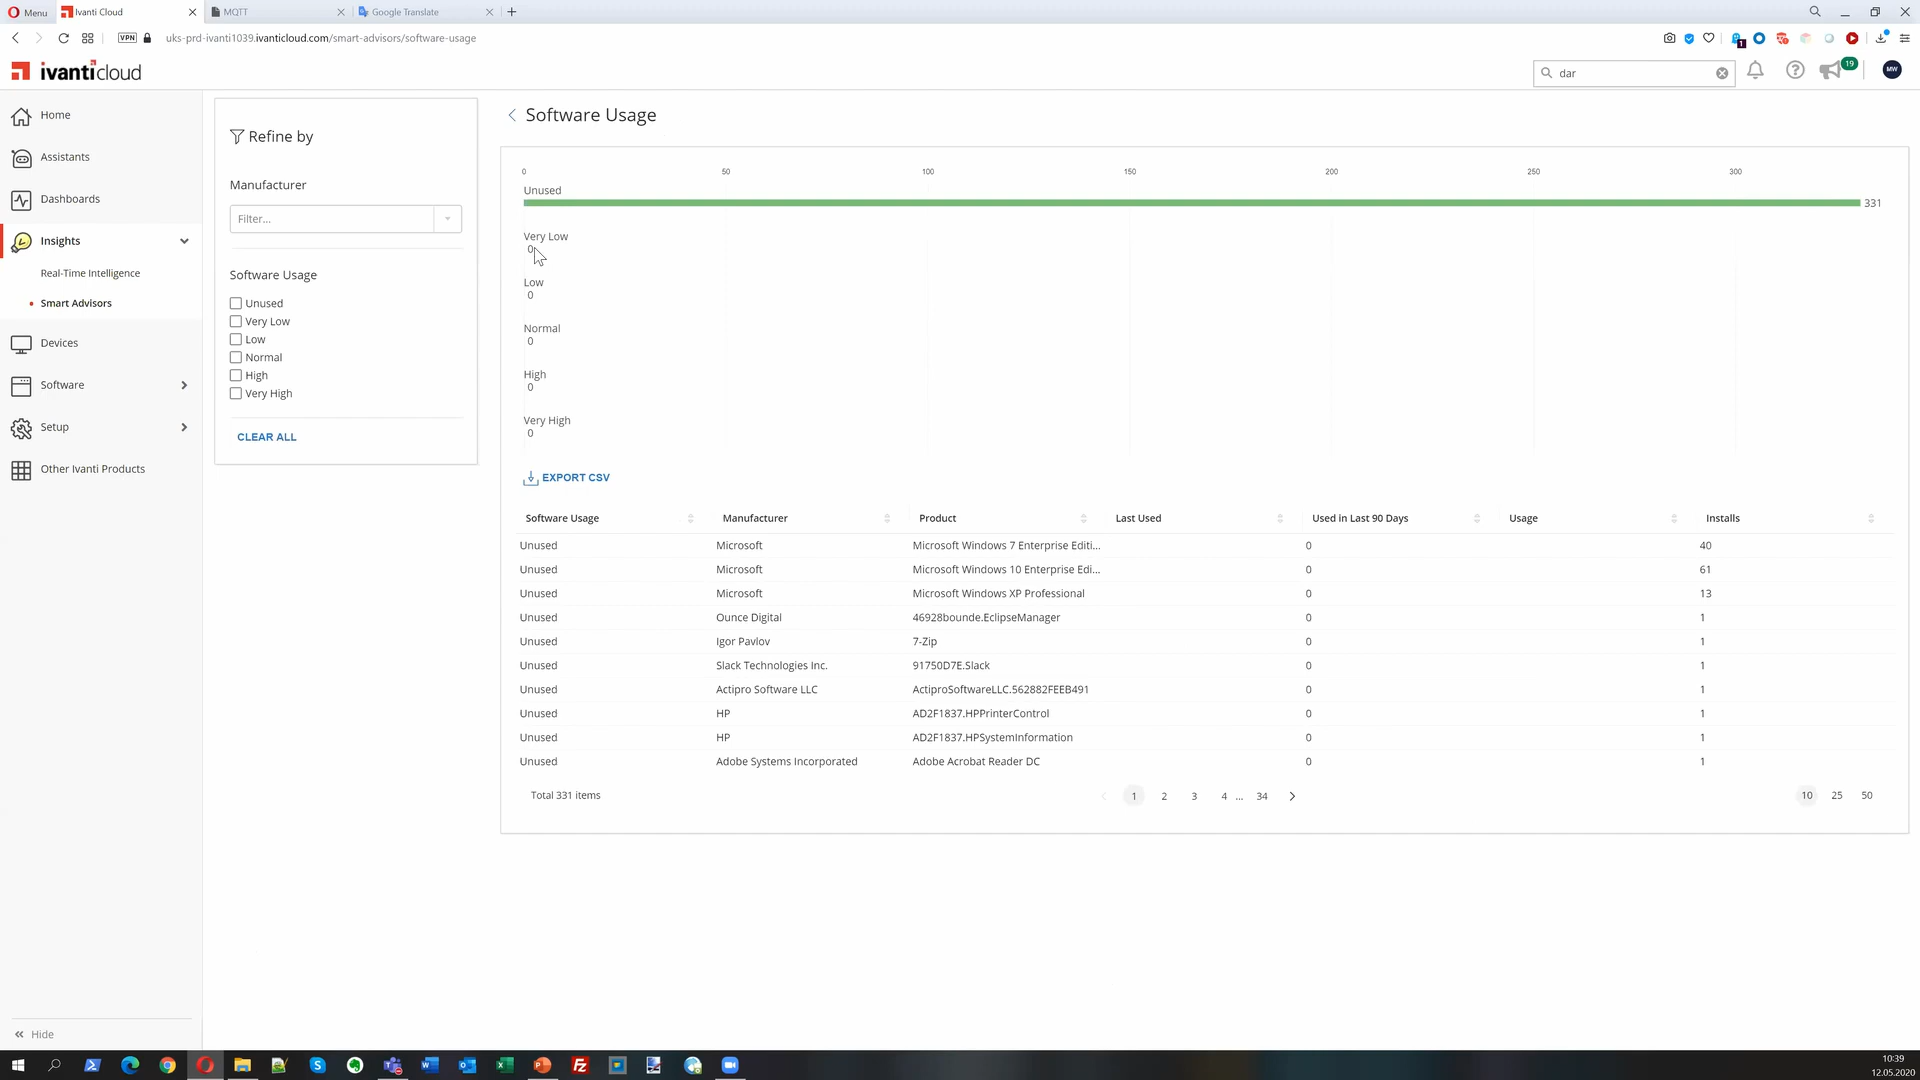 Menu
Ivanti Cloud
MQTT
Google Translate
VPN
uks-prd-ivanti1039.ivanticloud.com/smart-advisors/software-usage
1
ivanticloud
dar
19
MW
Home
Assistants
Dashboards
Insights
Real-Time Intelligence
Smart Advisors
Devices
Software
Setup
Other Ivanti Products
Hide
Refine by
Manufacturer
Filter...
Software Usage
Unused
Very Low
Low
Normal
High
Very High
CLEAR ALL
Software Usage
0 50 100 150 200 250 300
Unused
331
Very Low
0
Low
0
Normal
0
High
0
Very High
0
EXPORT CSV
Software Usage Manufacturer Product Last Used Used in Last 90 Days Usage Installs
Unused Microsoft Microsoft Windows 7 Enterprise Editi... 0 40
Unused Microsoft Microsoft Windows 10 Enterprise Edi... 0 61
Unused Microsoft Microsoft Windows XP Professional 0 13
Unused Ounce Digital 46928bounde.EclipseManager 0 1
Unused Igor Pavlov 7-Zip 0 1
Unused Slack Technologies Inc. 91750D7E.Slack 0 1
Unused Actipro Software LLC ActiproSoftwareLLC.562882FEEB491 0 1
Unused HP AD2F1837.HPPrinterControl 0 1
Unused HP AD2F1837.HPSystemInformation 0 1
Unused Adobe Systems Incorporated Adobe Acrobat Reader DC 0 1
Total 331 items
1 2 3 4 ... 34
10 25 50
10:39
12.05.2020